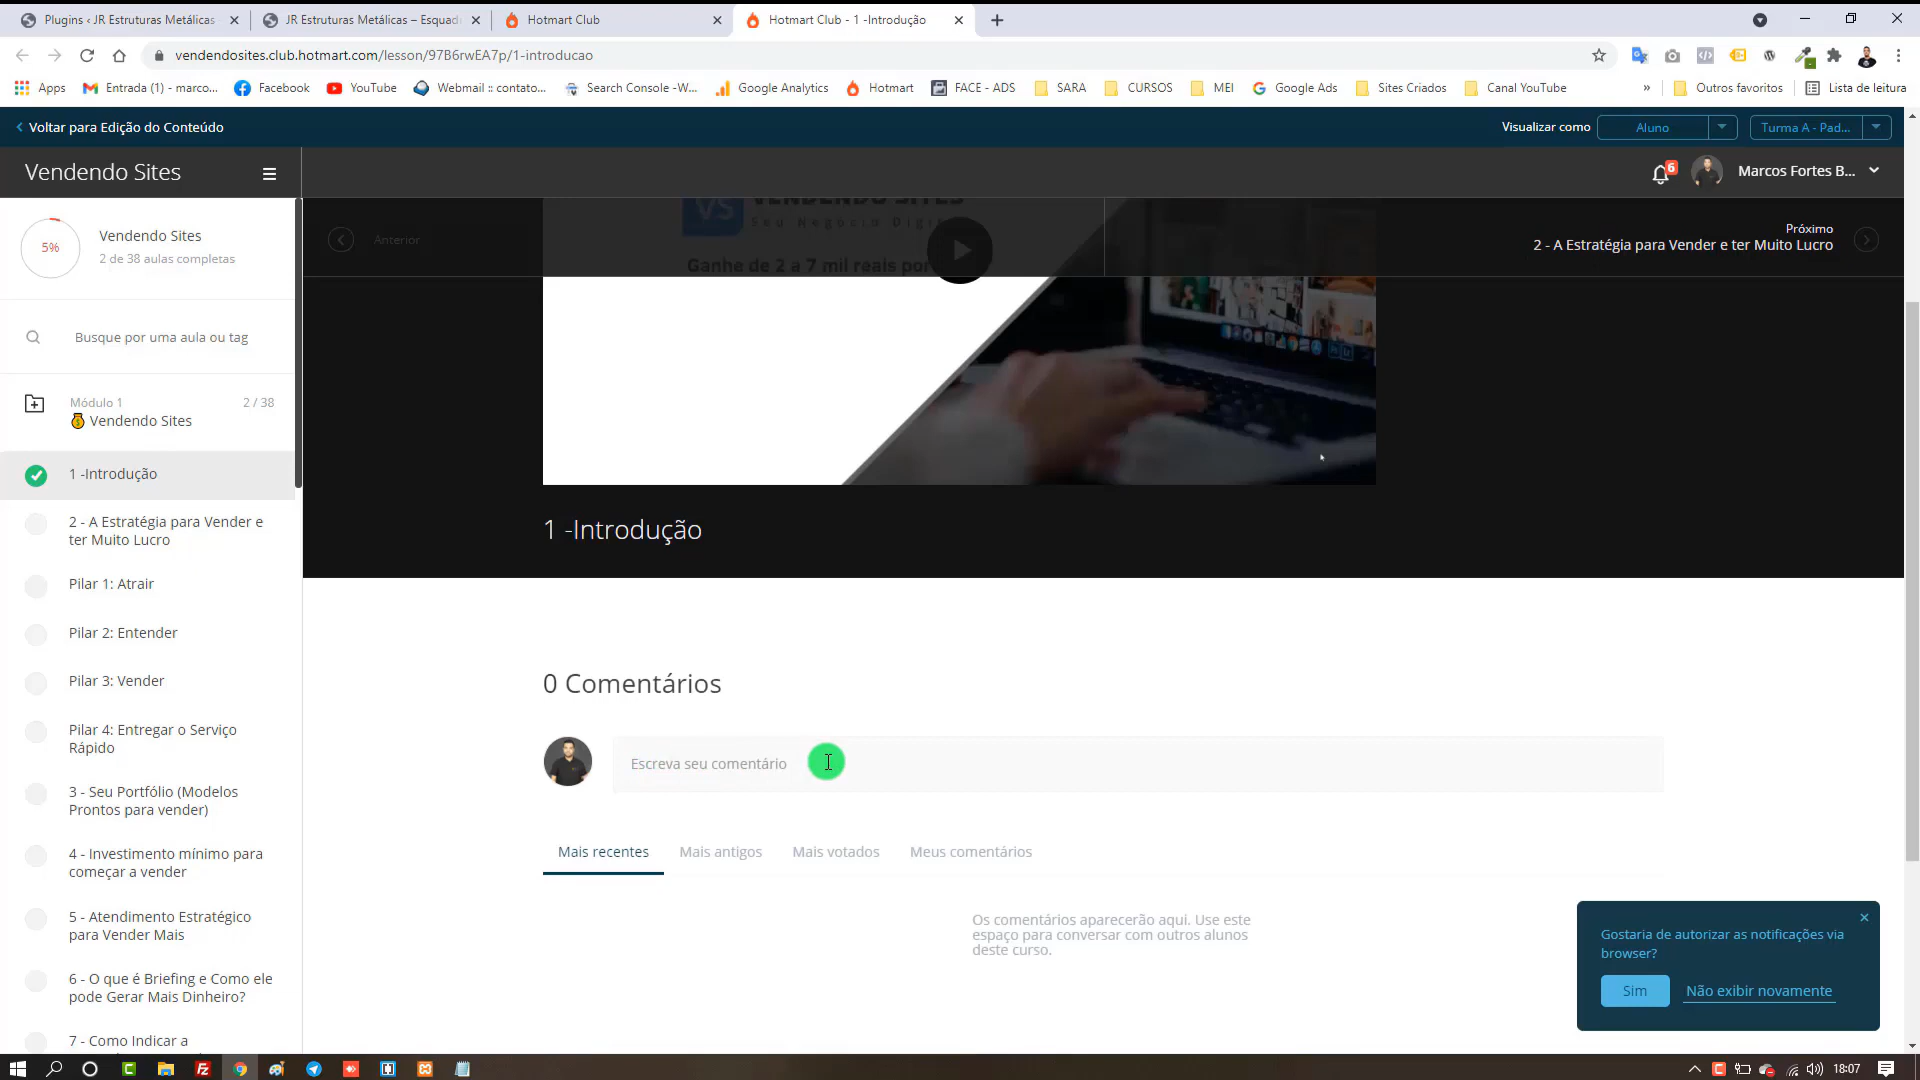 Plugins ‹ JR Estruturas Metálicas
JR Estruturas Metálicas – Esquad
Hotmart Club
Hotmart Club - 1 -Introdução
vendendosites.club.hotmart.com/lesson/97B6rwEA7p/1-introducao
Apps
Entrada (1) - marco...
Facebook
YouTube
Webmail :: contato...
Search Console -W...
Google Analytics
Hotmart
FACE - ADS
SARA
CURSOS
MEI
Google Ads
Sites Criados
Canal YouTube
»
Outros favoritos
Lista de leitura
Voltar para Edição do Conteúdo
Visualizar como
Aluno
Turma A - Pad...
Vendendo Sites
6
Marcos Fortes B...
5%
Vendendo Sites
2 de 38 aulas completas
Busque por uma aula ou tag
Módulo 1
2 / 38
Vendendo Sites
1 -Introdução
2 - A Estratégia para Vender e
ter Muito Lucro
Pilar 1: Atrair
Pilar 2: Entender
Pilar 3: Vender
Pilar 4: Entregar o Serviço
Rápido
3 - Seu Portfólio (Modelos
Prontos para vender)
4 - Investimento mínimo para
começar a vender
5 - Atendimento Estratégico
para Vender Mais
6 - O que é Briefing e Como ele
pode Gerar Mais Dinheiro?
7 - Como Indicar a
Anterior
VS
VENDENDO SITES
Seu Negócio Digi
Ganhe de 2 a 7 mil reais por
Próximo
2 - A Estratégia para Vender e ter Muito Lucro
1 -Introdução
0 Comentários
Escreva seu comentário
Mais recentes
Mais antigos
Mais votados
Meus comentários
Os comentários aparecerão aqui. Use este
espaço para conversar com outros alunos
deste curso.
Gostaria de autorizar as notificações via
browser?
Sim
Não exibir novamente
18:07